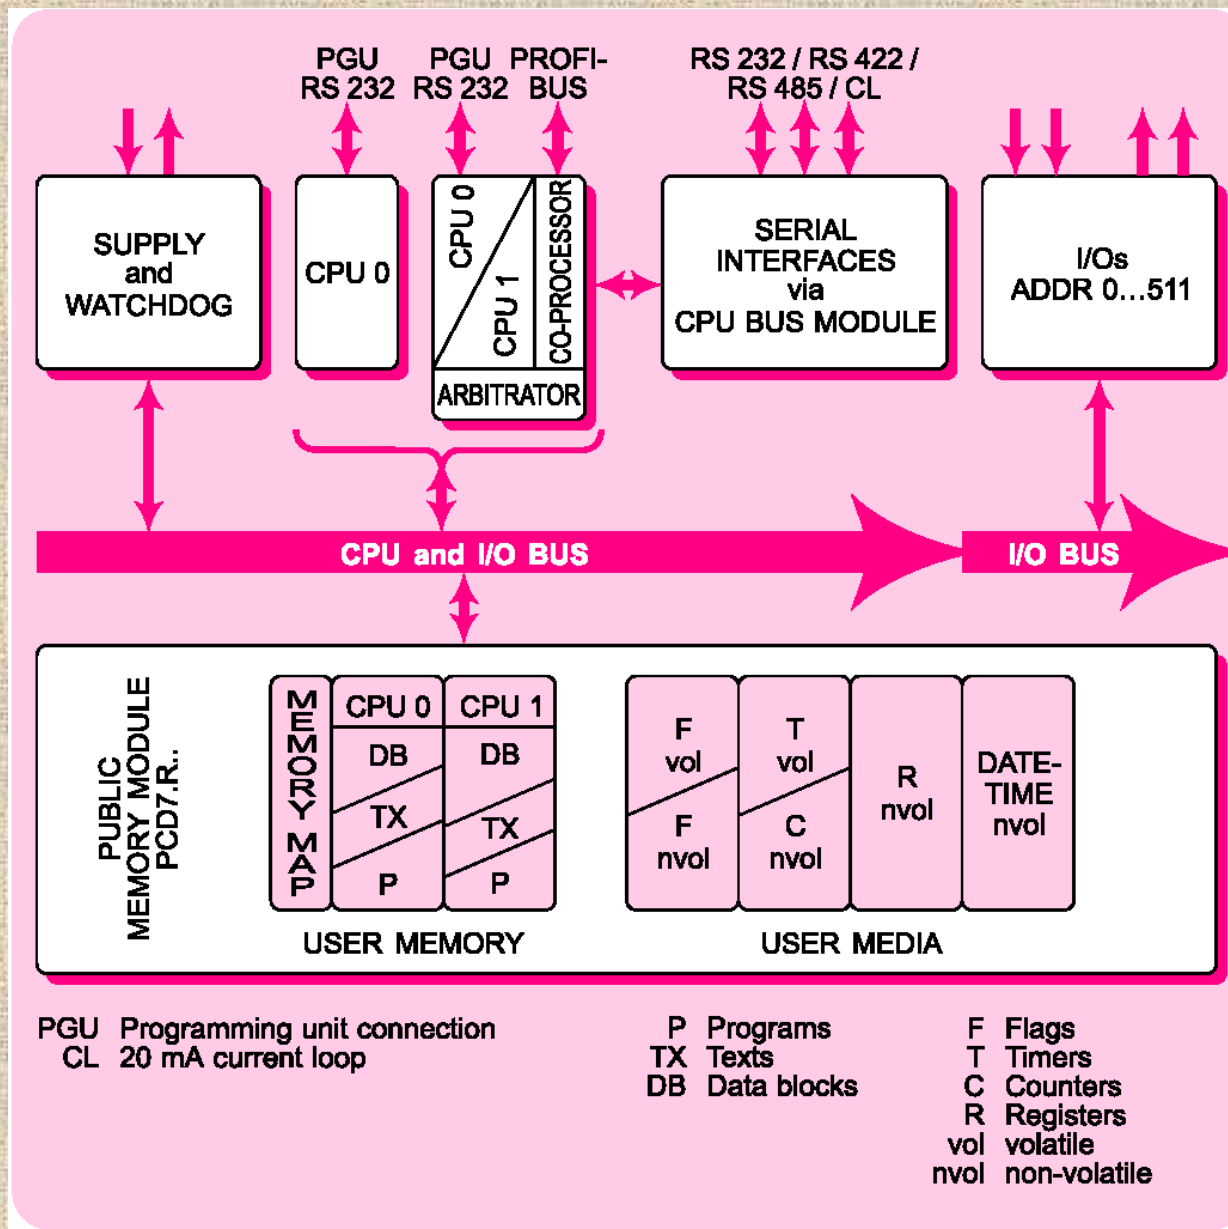 PGU
RS 232
PGU
RS 232
PROFI-
BUS
RS 232 / RS 422 /
RS 485 / CL
SUPPLY
and
WATCHDOG
CPU 0
CPU 0
CPU 1
CO-PROCESSOR
ARBITRATOR
SERIAL
INTERFACES
via
CPU BUS MODULE
I/Os
ADDR 0...511
CPU and I/O BUS
I/O BUS
PUBLIC
MEMORY MODULE
PCD7.R..
MEMORY MAP
CPU 0
DB
TX
P
CPU 1
DB
TX
P
USER MEMORY
F
vol
F
nvol
T
vol
C
nvol
R
nvol
DATE-
TIME
nvol
USER MEDIA
PGU Programming unit connection
CL 20 mA current loop
P Programs
TX Texts
DB Data blocks
F Flags
T Timers
C Counters
R Registers
vol volatile
nvol non-volatile